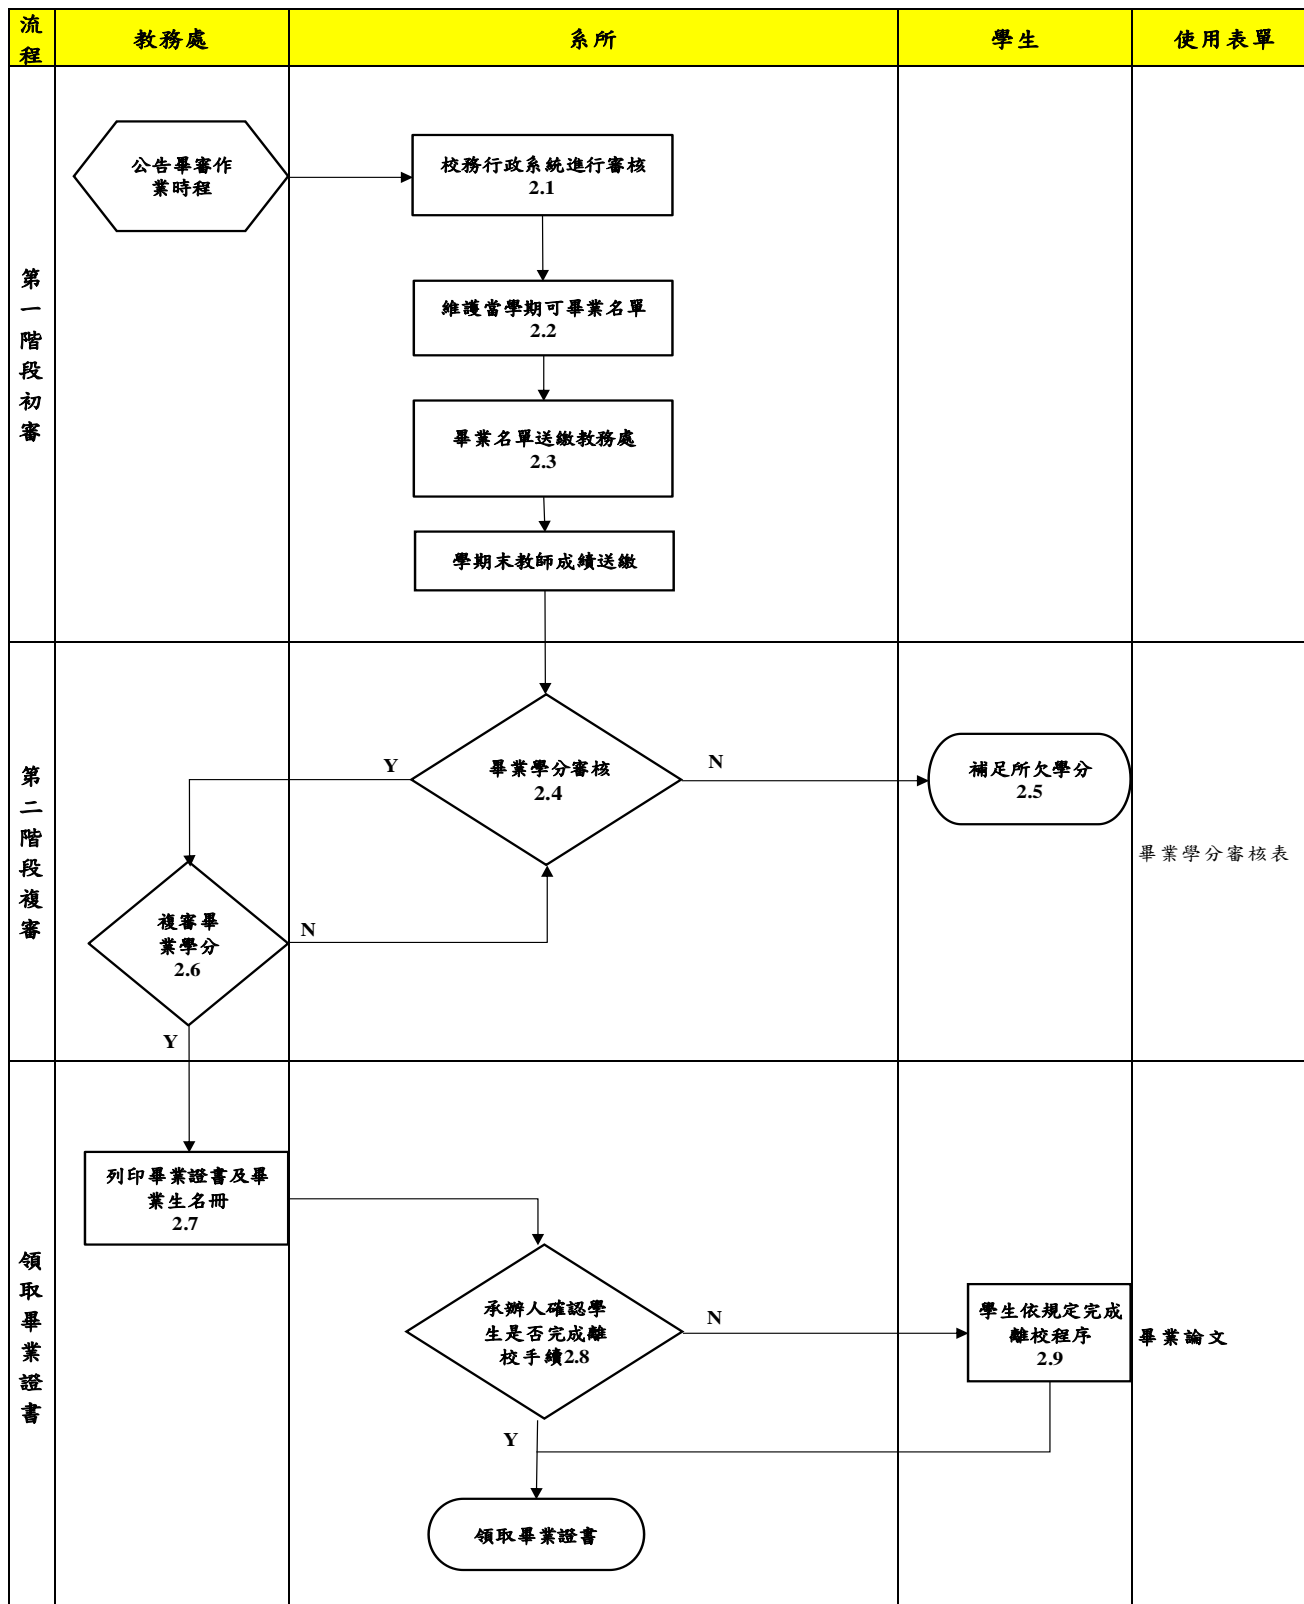 流
程
教務處
系所
學生
使用表單
第
一
階
段
初
審
公告畢審作
業時程
校務行政系統進行審核
2.1
維護當學期可畢業名單
2.2
畢業名單送繳教務處
2.3
學期末教師成績送繳
第
二
階
段
複
審
畢業學分審核
2.4
Y
N
補足所欠學分
2.5
畢業學分審核表
複審畢
業學分
2.6
N
Y
領
取
畢
業
證
書
列印畢業證書及畢
業生名冊
2.7
承辦人確認學
生是否完成離
校手續2.8
N
Y
學生依規定完成
離校程序
2.9
畢業論文
領取畢業證書